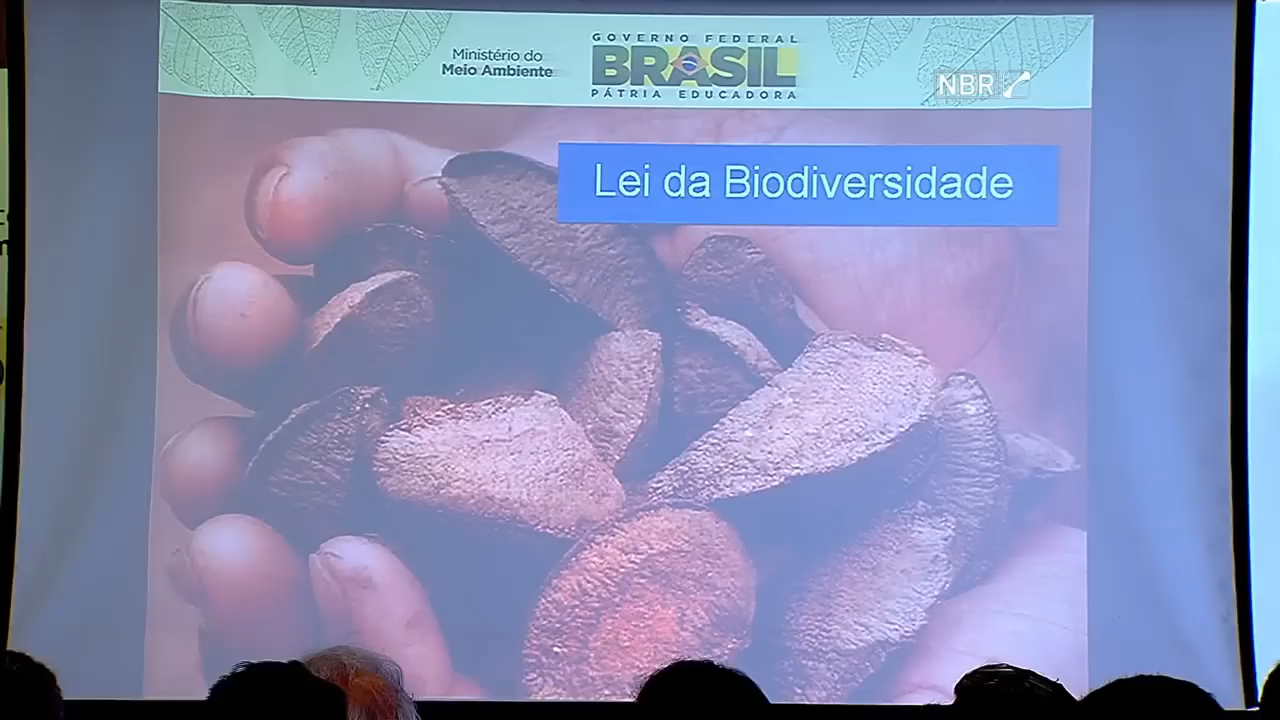 Ministério do
Meio Ambiente
GOVERNO FEDERAL
BRASIL
PÁTRIA EDUCADORA
NBR
Lei da Biodiversidade